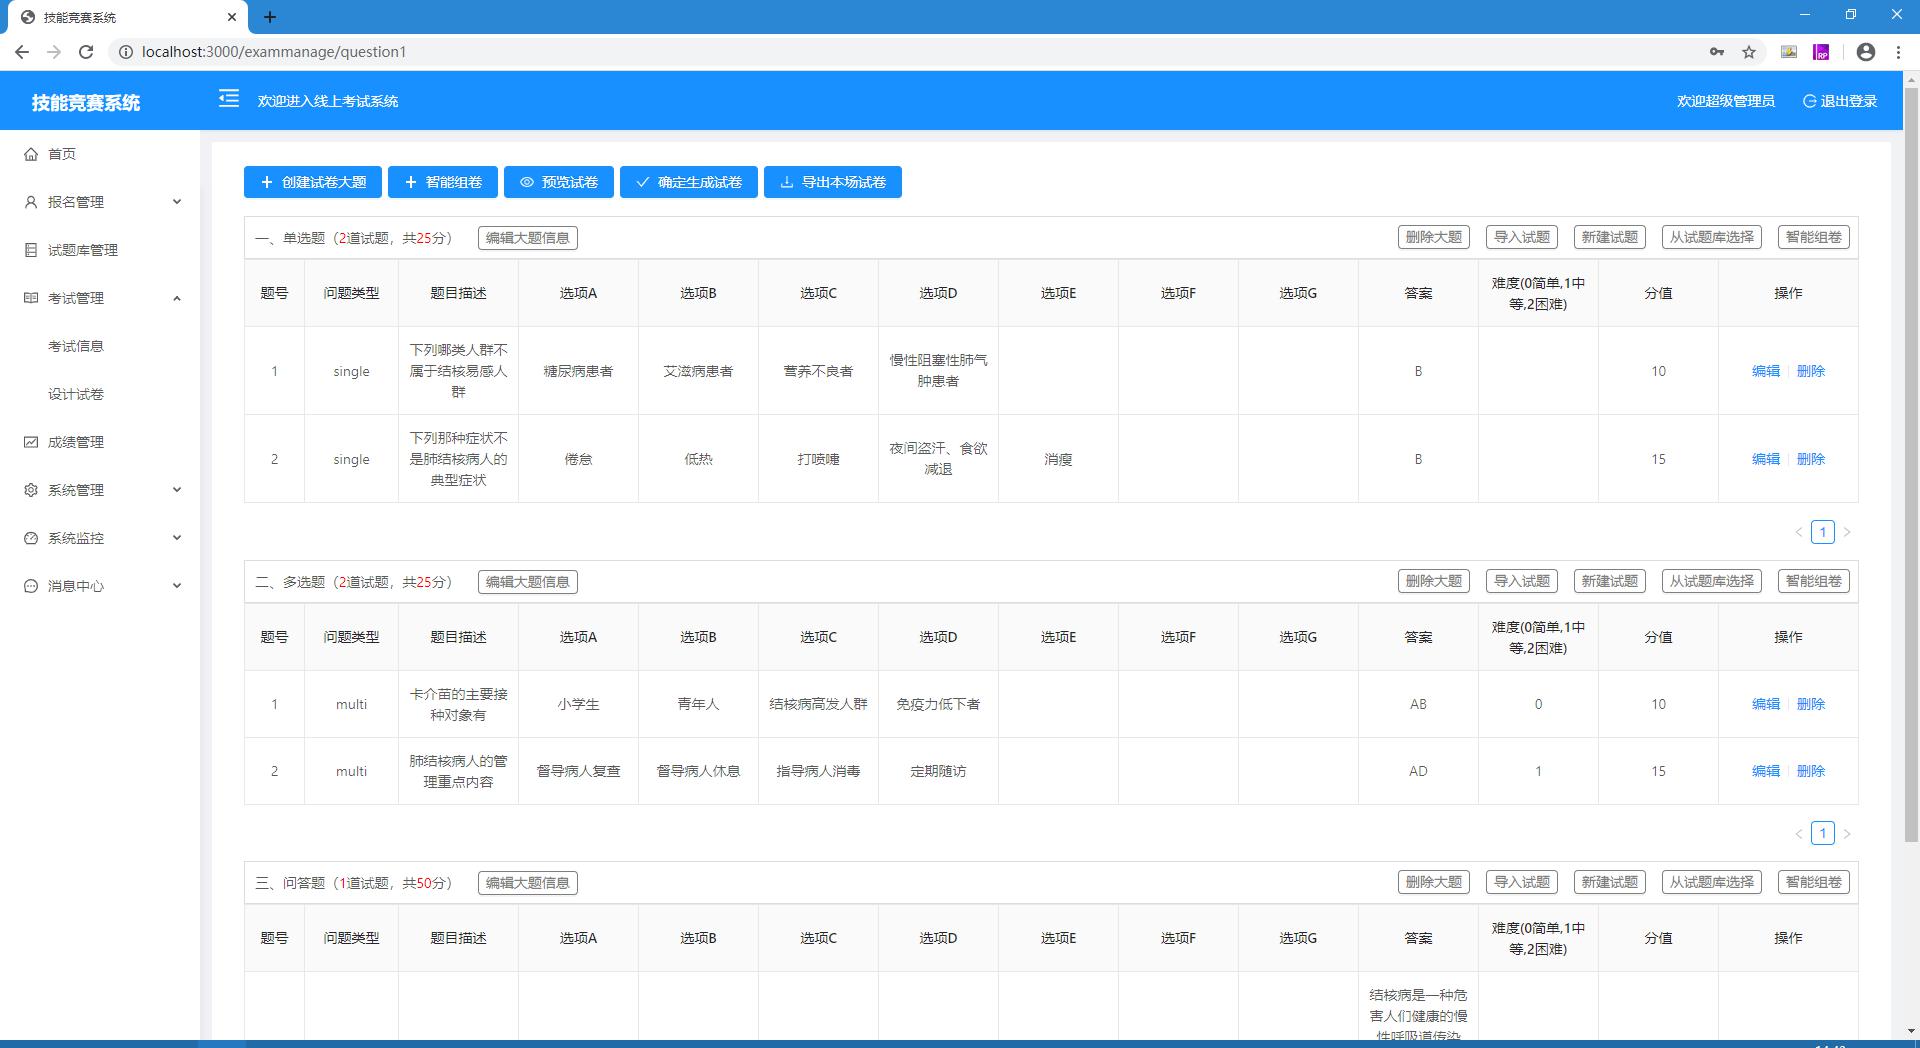 技能竞赛系统
localhost:3000/exammanage/question1
技能竞赛系统
欢迎进入线上考试系统
欢迎超级管理员 退出登录
首页
报名管理
试题库管理
考试管理
考试信息
设计试卷
成绩管理
系统管理
系统监控
消息中心
创建试卷大题 智能组卷 预览试卷 确定生成试卷 导出本场试卷
一、单选题（2道试题，共25分） 编辑大题信息 删除大题 导入试题 新建试题 从试题库选择 智能组卷
题号 问题类型 题目描述 选项A 选项B 选项C 选项D 选项E 选项F 选项G 答案 难度(0简单,1中
等,2困难) 分值 操作
1 single 下列哪类人群不
属于结核易感人
群 糖尿病患者 艾滋病患者 营养不良者 慢性阻塞性肺气
肿患者 B 10 编辑 删除
2 single 下列那种症状不
是肺结核病人的
典型症状 倦怠 低热 打喷嚏 夜间盗汗、食欲
减退 消瘦 B 15 编辑 删除
1
二、多选题（2道试题，共25分） 编辑大题信息 删除大题 导入试题 新建试题 从试题库选择 智能组卷
题号 问题类型 题目描述 选项A 选项B 选项C 选项D 选项E 选项F 选项G 答案 难度(0简单,1中
等,2困难) 分值 操作
1 multi 卡介苗的主要接
种对象有 小学生 青年人 结核病高发人群 免疫力低下者 AB 0 10 编辑 删除
2 multi 肺结核病人的管
理重点内容 督导病人复查 督导病人休息 指导病人消毒 定期随访 AD 1 15 编辑 删除
1
三、问答题（1道试题，共50分） 编辑大题信息 删除大题 导入试题 新建试题 从试题库选择 智能组卷
题号 问题类型 题目描述 选项A 选项B 选项C 选项D 选项E 选项F 选项G 答案 难度(0简单,1中
等,2困难) 分值 操作
结核病是一种危
害人们健康的慢
性呼吸道传染